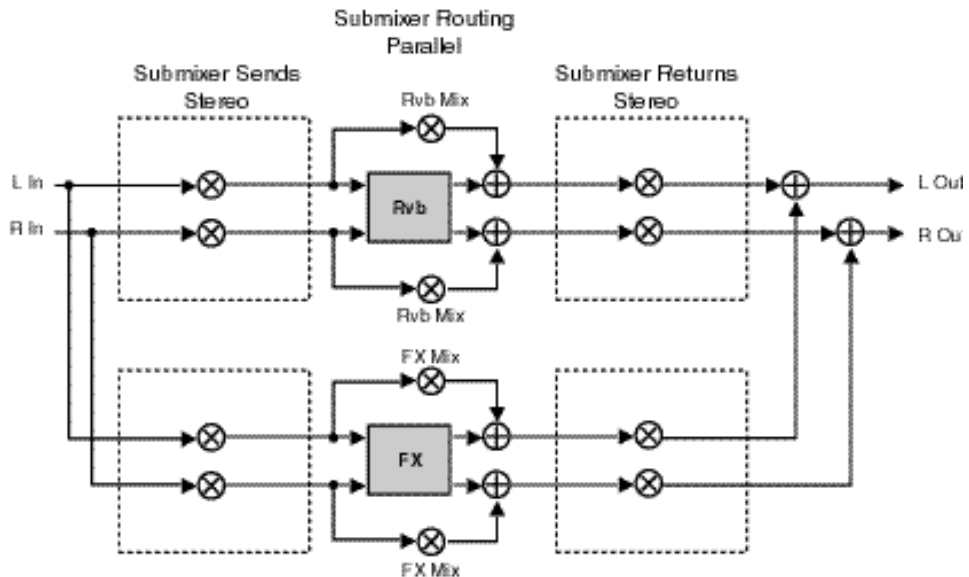 Submixer Routing
Parallel
Submixer Sends
Stereo
Submixer Returns
Stereo
Rvb Mix
L In
Rvb
L Out
R In
R Out
Rvb Mix
FX Mix
FX
FX Mix